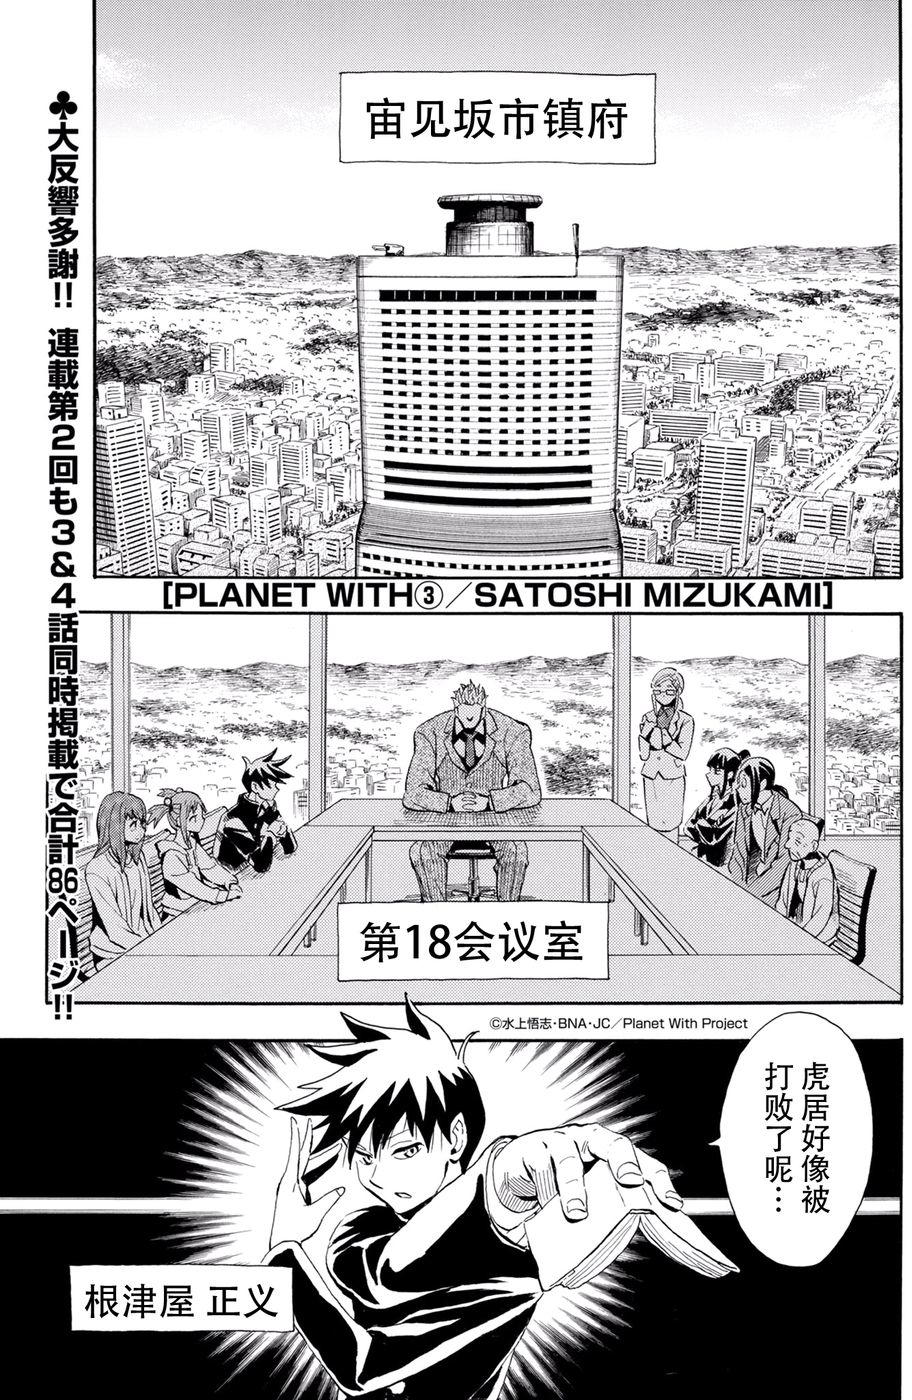 宙见坂市镇府
♣大反響多謝!! 連載第2回も3&4話同時掲載で合計86ページ!!
[PLANET WITH③／SATOSHI MIZUKAMI]
第18会议室
©水上悟志・BNA・JC／Planet With Project
虎居好像被
打败了呢…
根津屋 正义